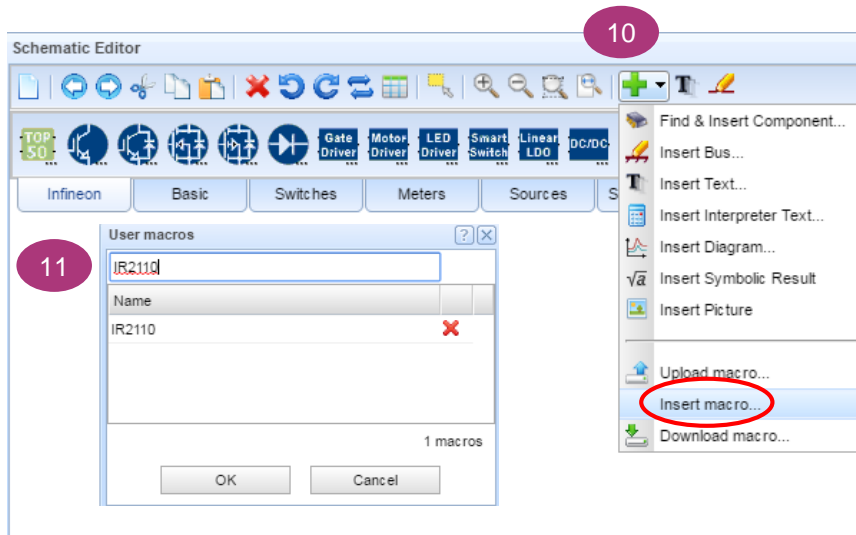 10
Schematic Editor
TOP 50
Gate Driver
Motor Driver
LED Driver
Smart Switch
Linear LDO
DC/DC
Infineon
Basic
Switches
Meters
Sources
S
Find & Insert Component...
Insert Bus...
Insert Text...
Insert Interpreter Text...
Insert Diagram...
Insert Symbolic Result
Insert Picture
Upload macro...
Insert macro...
Download macro...
11
User macros
IR2110
Name
IR2110
1 macros
OK
Cancel